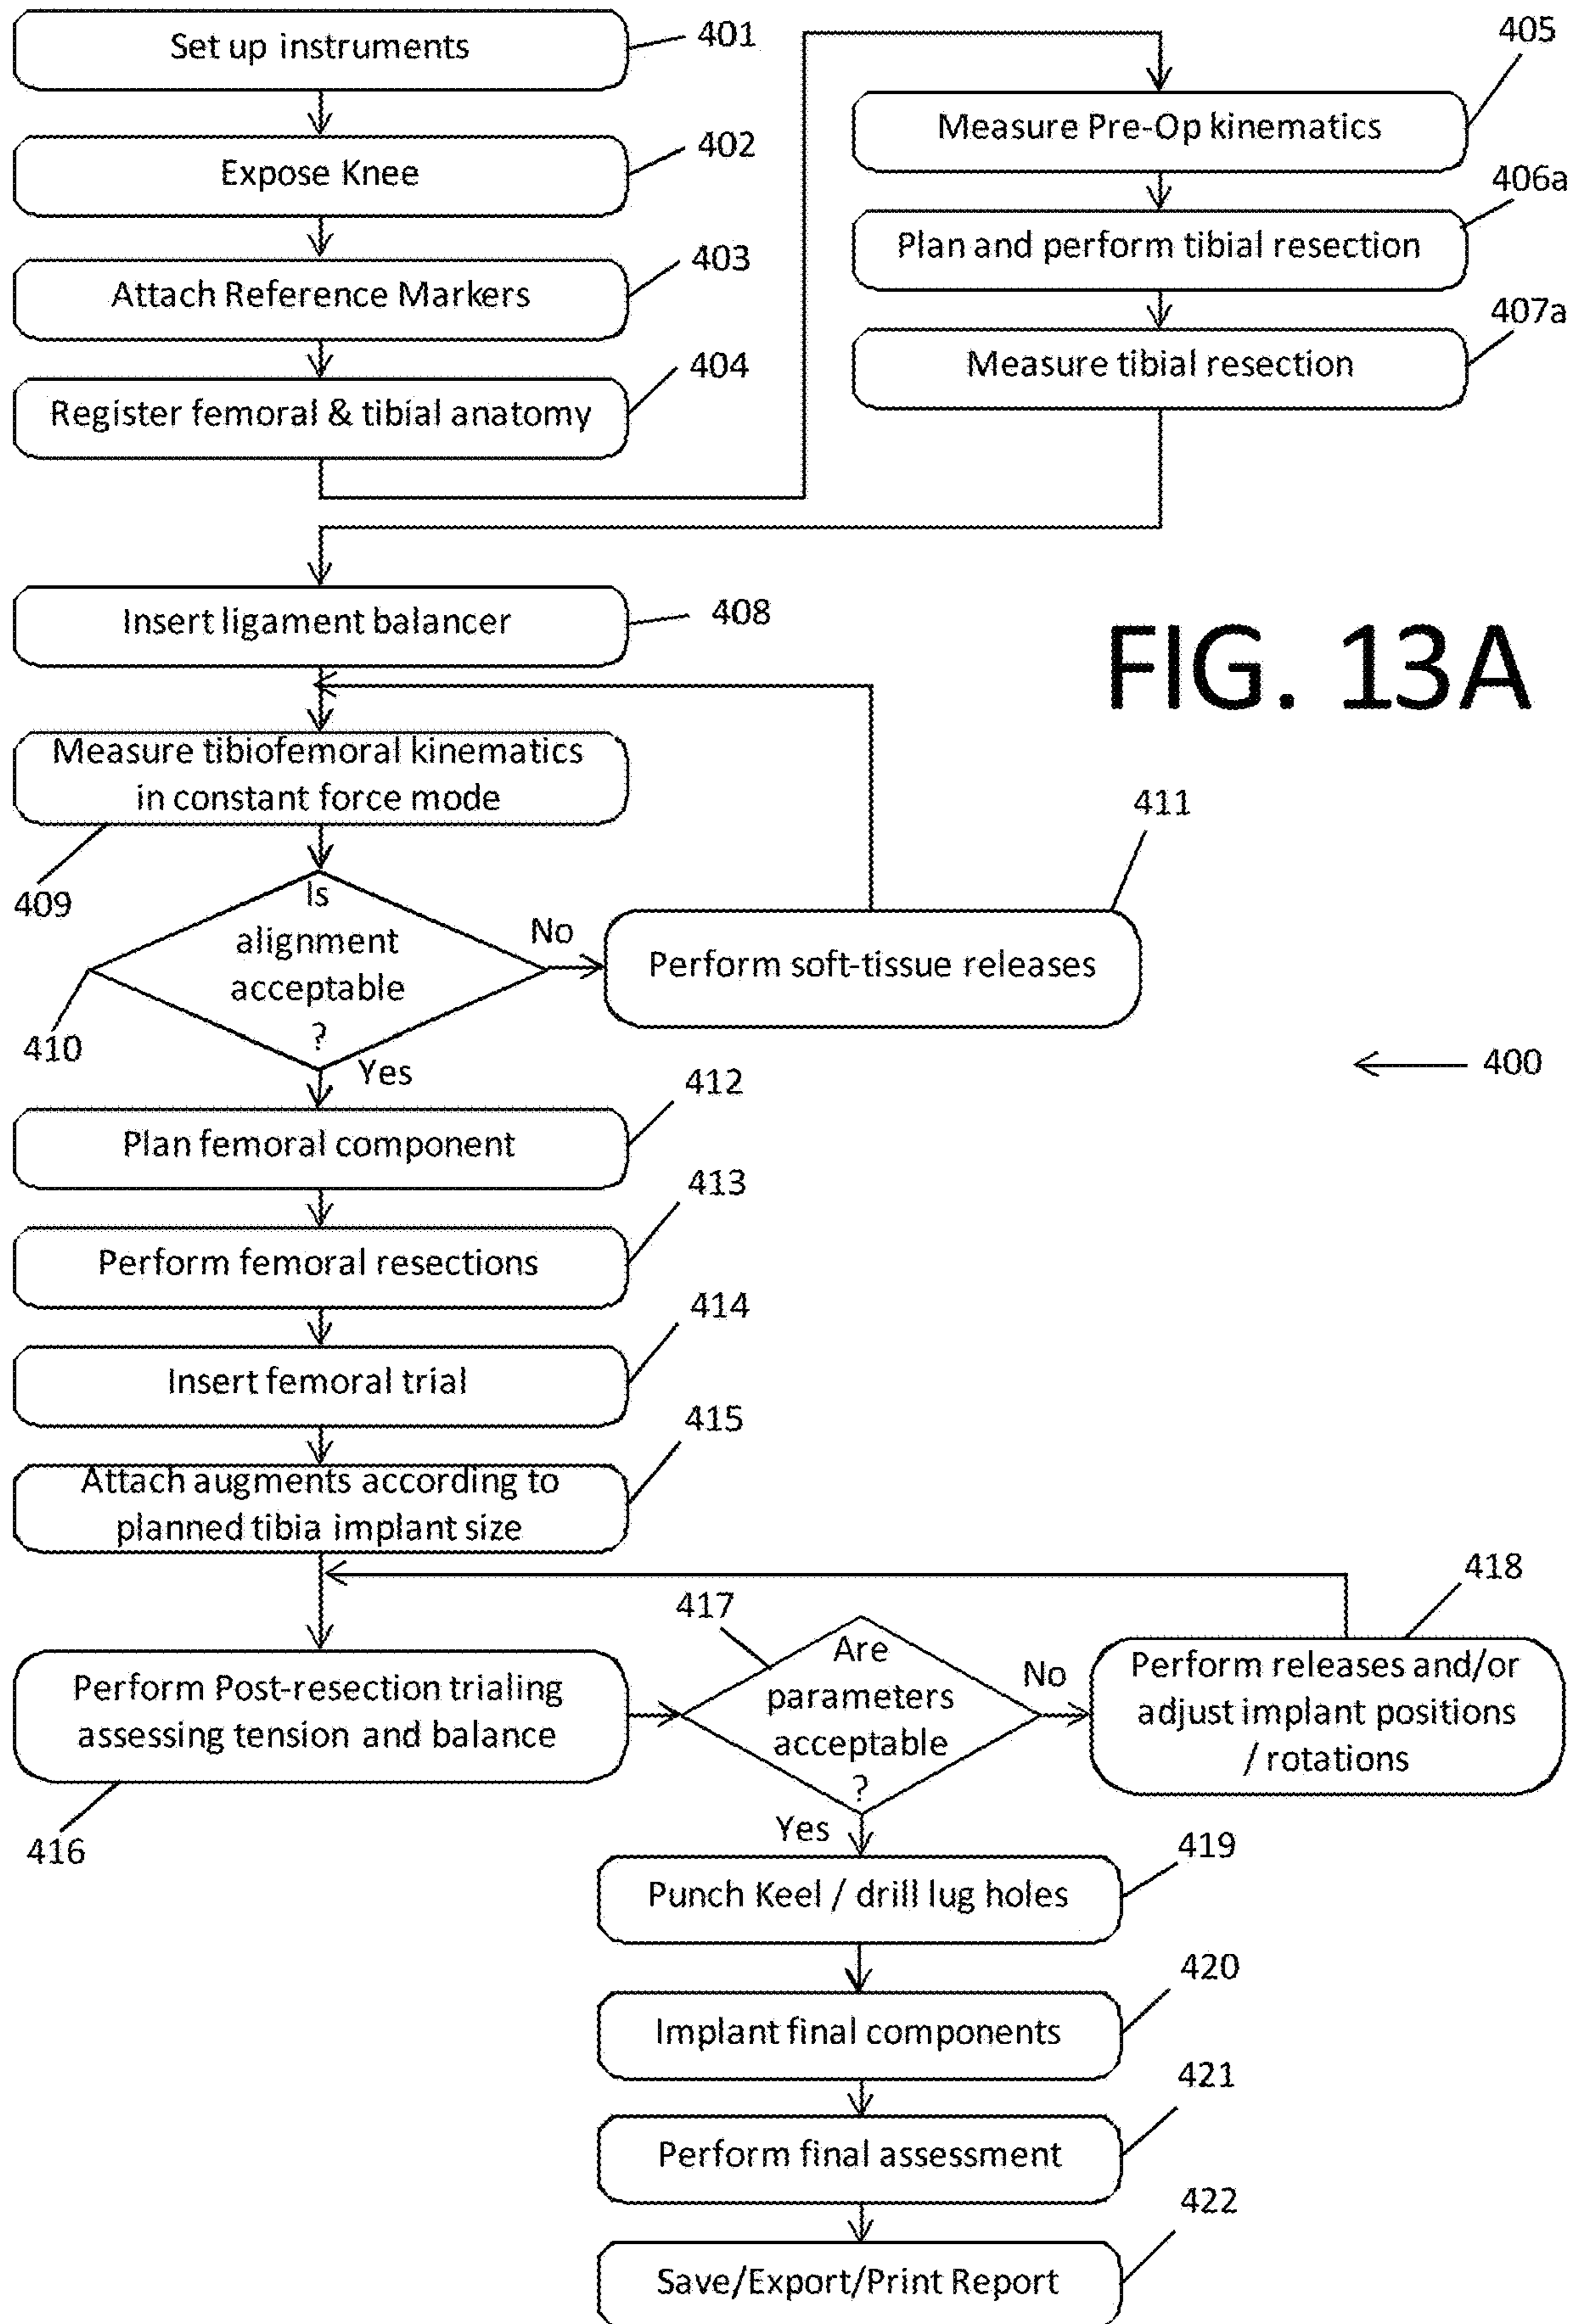 Set up instruments
401
Expose Knee
402
Attach Reference Markers
403
Register femoral & tibial anatomy
404
405
Measure Pre-Op kinematics
406a
Plan and perform tibial resection
407a
Measure tibial resection
Insert ligament balancer
408
FIG. 13A
Measure tibiofemoral kinematics
in constant force mode
409
Is
alignment
acceptable
?
410
No
411
Perform soft-tissue releases
Yes
400
412
Plan femoral component
413
Perform femoral resections
414
Insert femoral trial
415
Attach augments according to
planned tibia implant size
Perform Post-resection trialing
assessing tension and balance
416
417
Are
parameters
acceptable
?
No
418
Perform releases and/or
adjust implant positions
/ rotations
Yes
419
Punch Keel / drill lug holes
420
Implant final components
421
Perform final assessment
422
Save/Export/Print Report